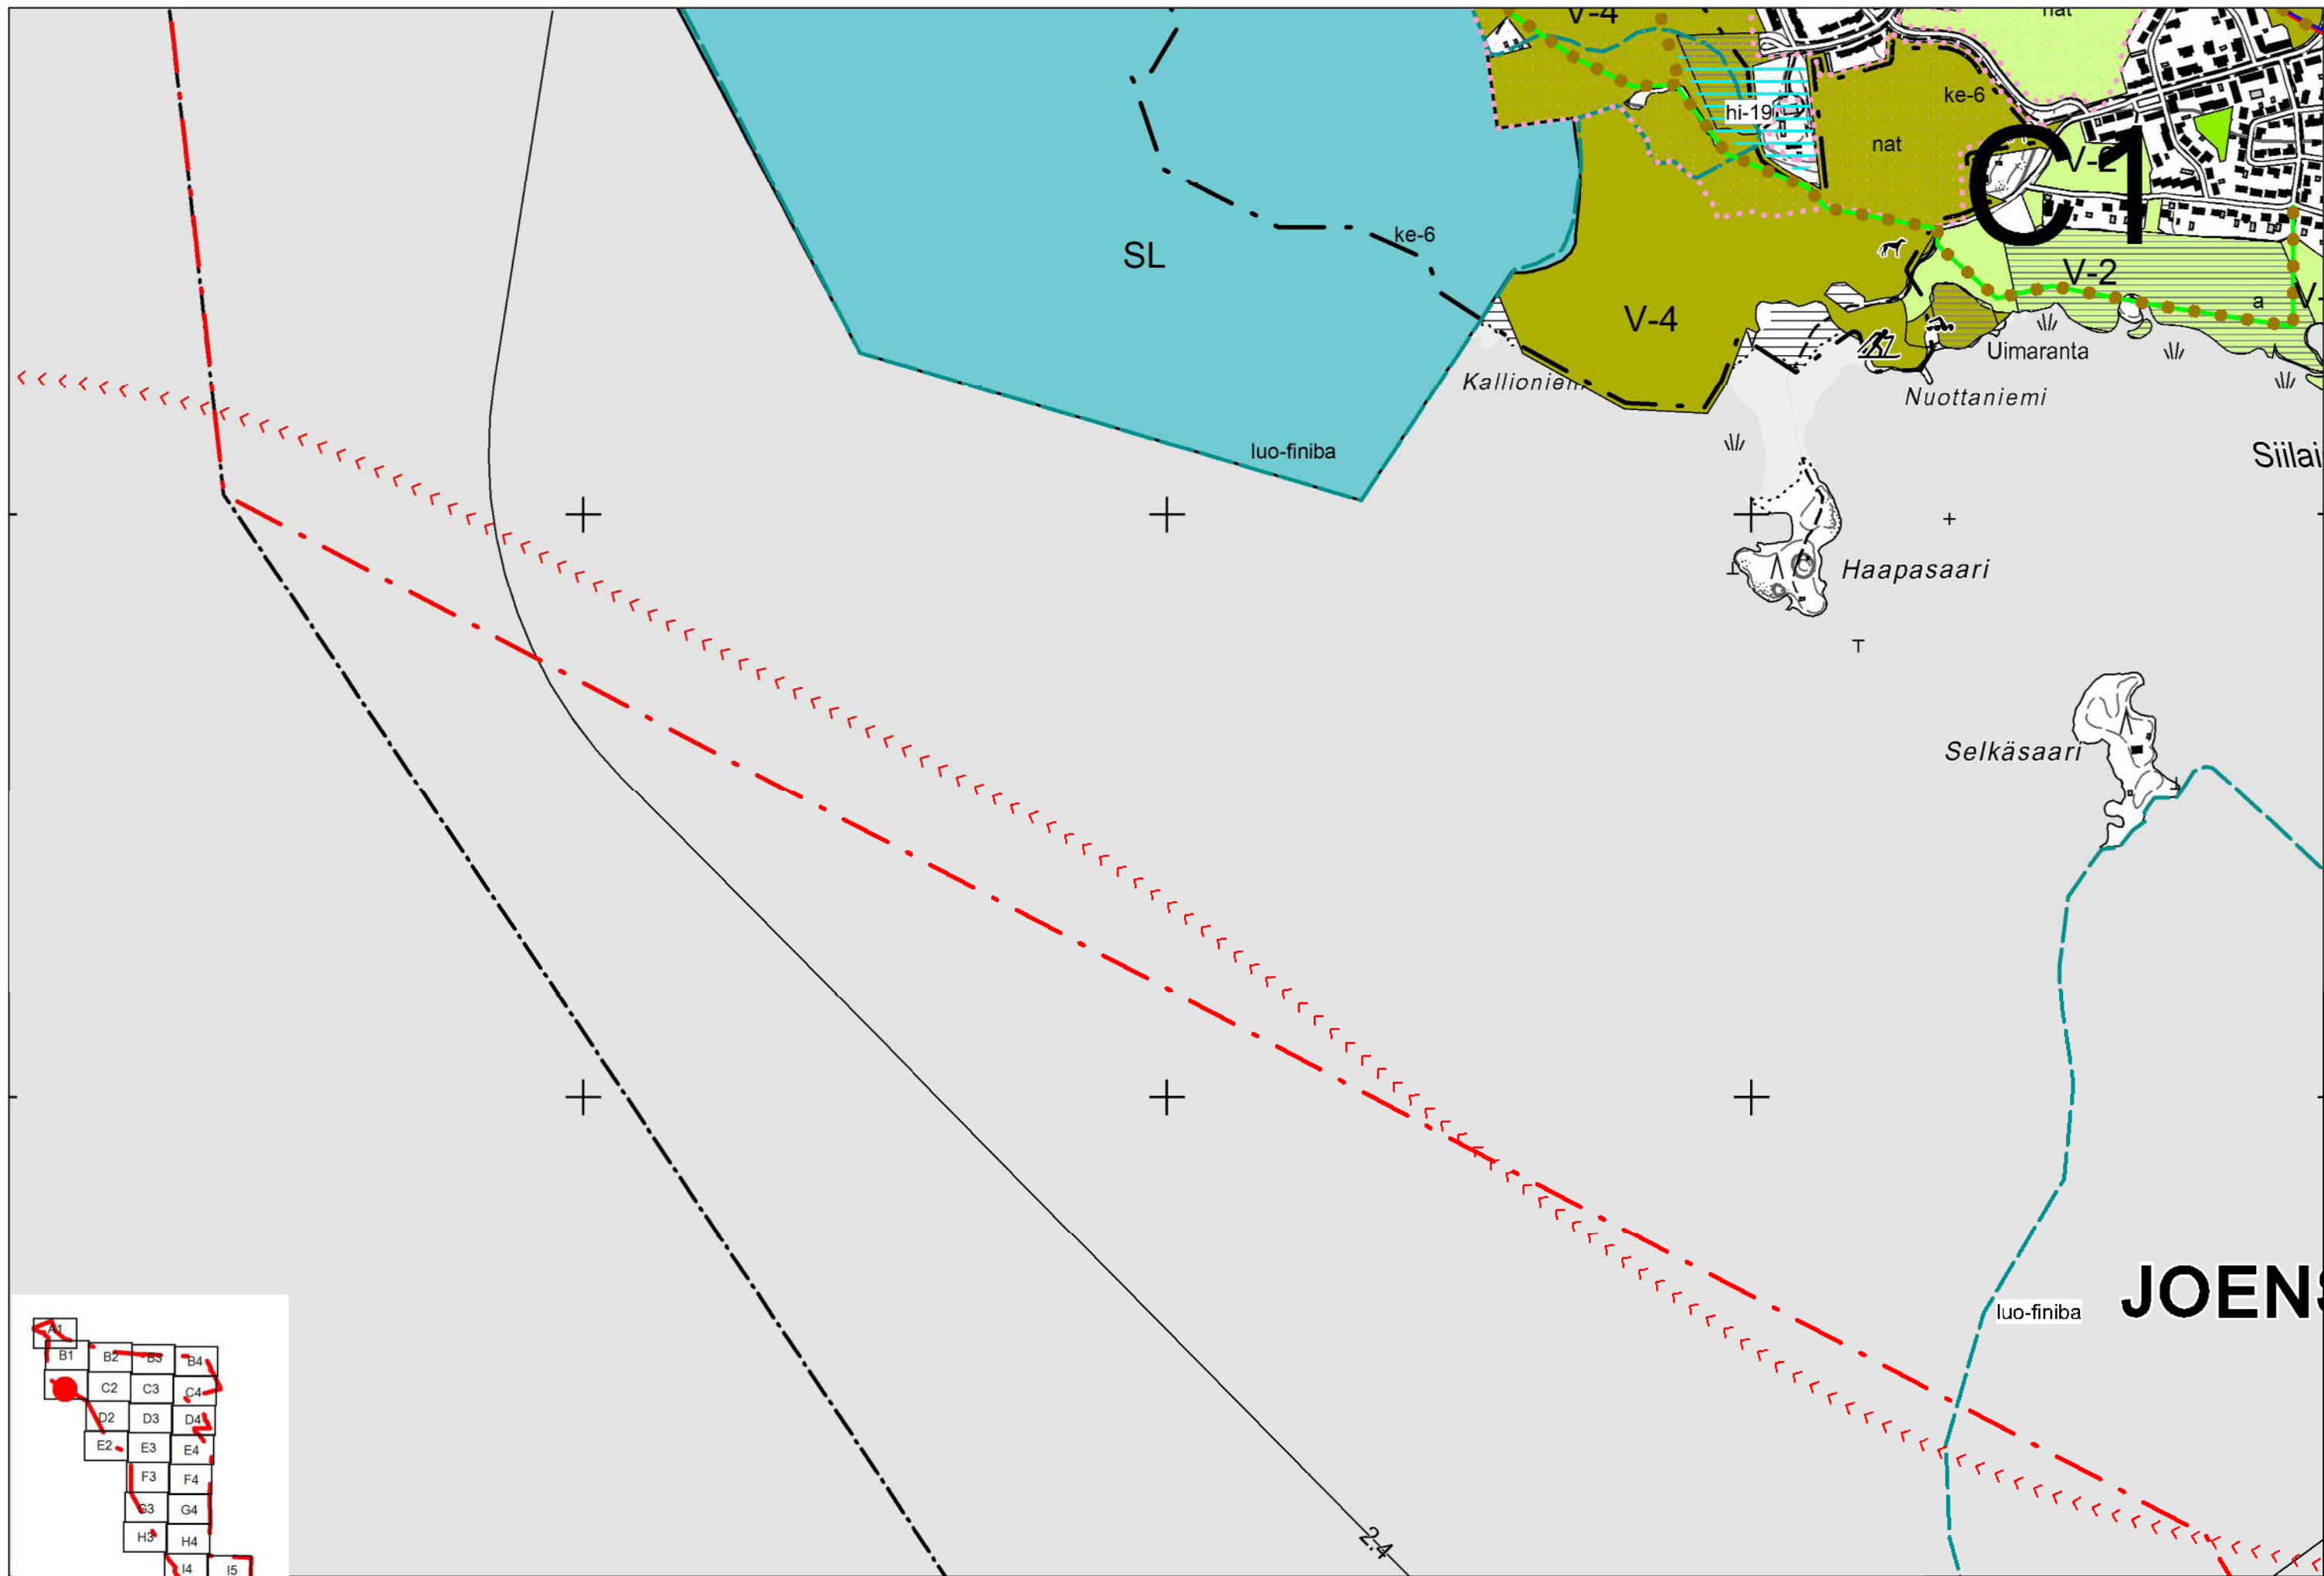 V-4
nat
hi-19
ke-6
nat
C1
V-2
SL
ke-6
V-4
V-2
a
V-
Uimaranta
Nuottaniemi
luo-finiba
Siilai
Haapasaari
Selkäsaari
luo-finiba
JOENS
2.4
A1
B1
B2
B3
B4
C2
C3
C4
D2
D3
D4
E2
E3
E4
F3
F4
G3
G4
H3
H4
I4
I5